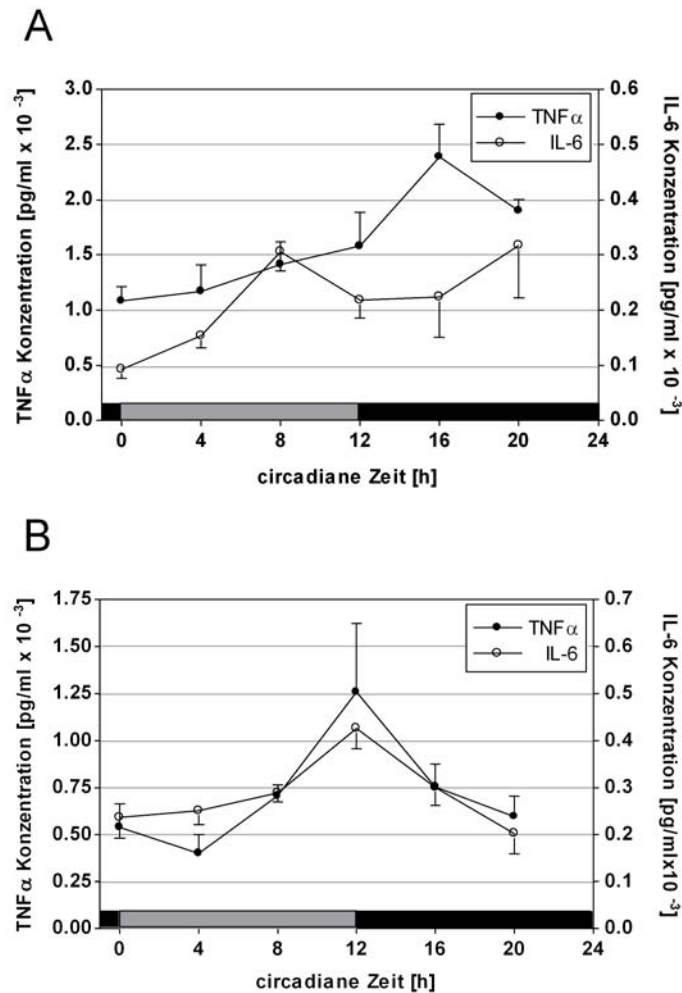 A
TNFα Konzentration [pg/ml x 10 -3]
3.0
2.5
2.0
1.5
1.0
0.5
0.0
TNFα
IL-6
0.6
0.5
0.4
0.3
0.2
0.1
0.0
IL-6 Konzentration [pg/ml x 10 -3]
0 4 8 12 16 20 24
circadiane Zeit [h]
B
TNFα Konzentration [pg/ml x 10 -3]
1.75
1.50
1.25
1.00
0.75
0.50
0.25
0.00
TNFα
IL-6
0.7
0.6
0.5
0.4
0.3
0.2
0.1
0.0
IL-6 Konzentration [pg/mlx10 -3]
0 4 8 12 16 20 24
circadiane Zeit [h]